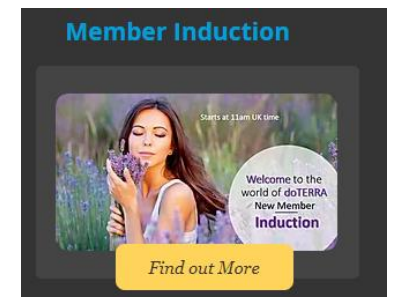 Member Induction
Starts at 11am UK time
Welcome to the
world of doTERRA
New Member
Induction
Find out More